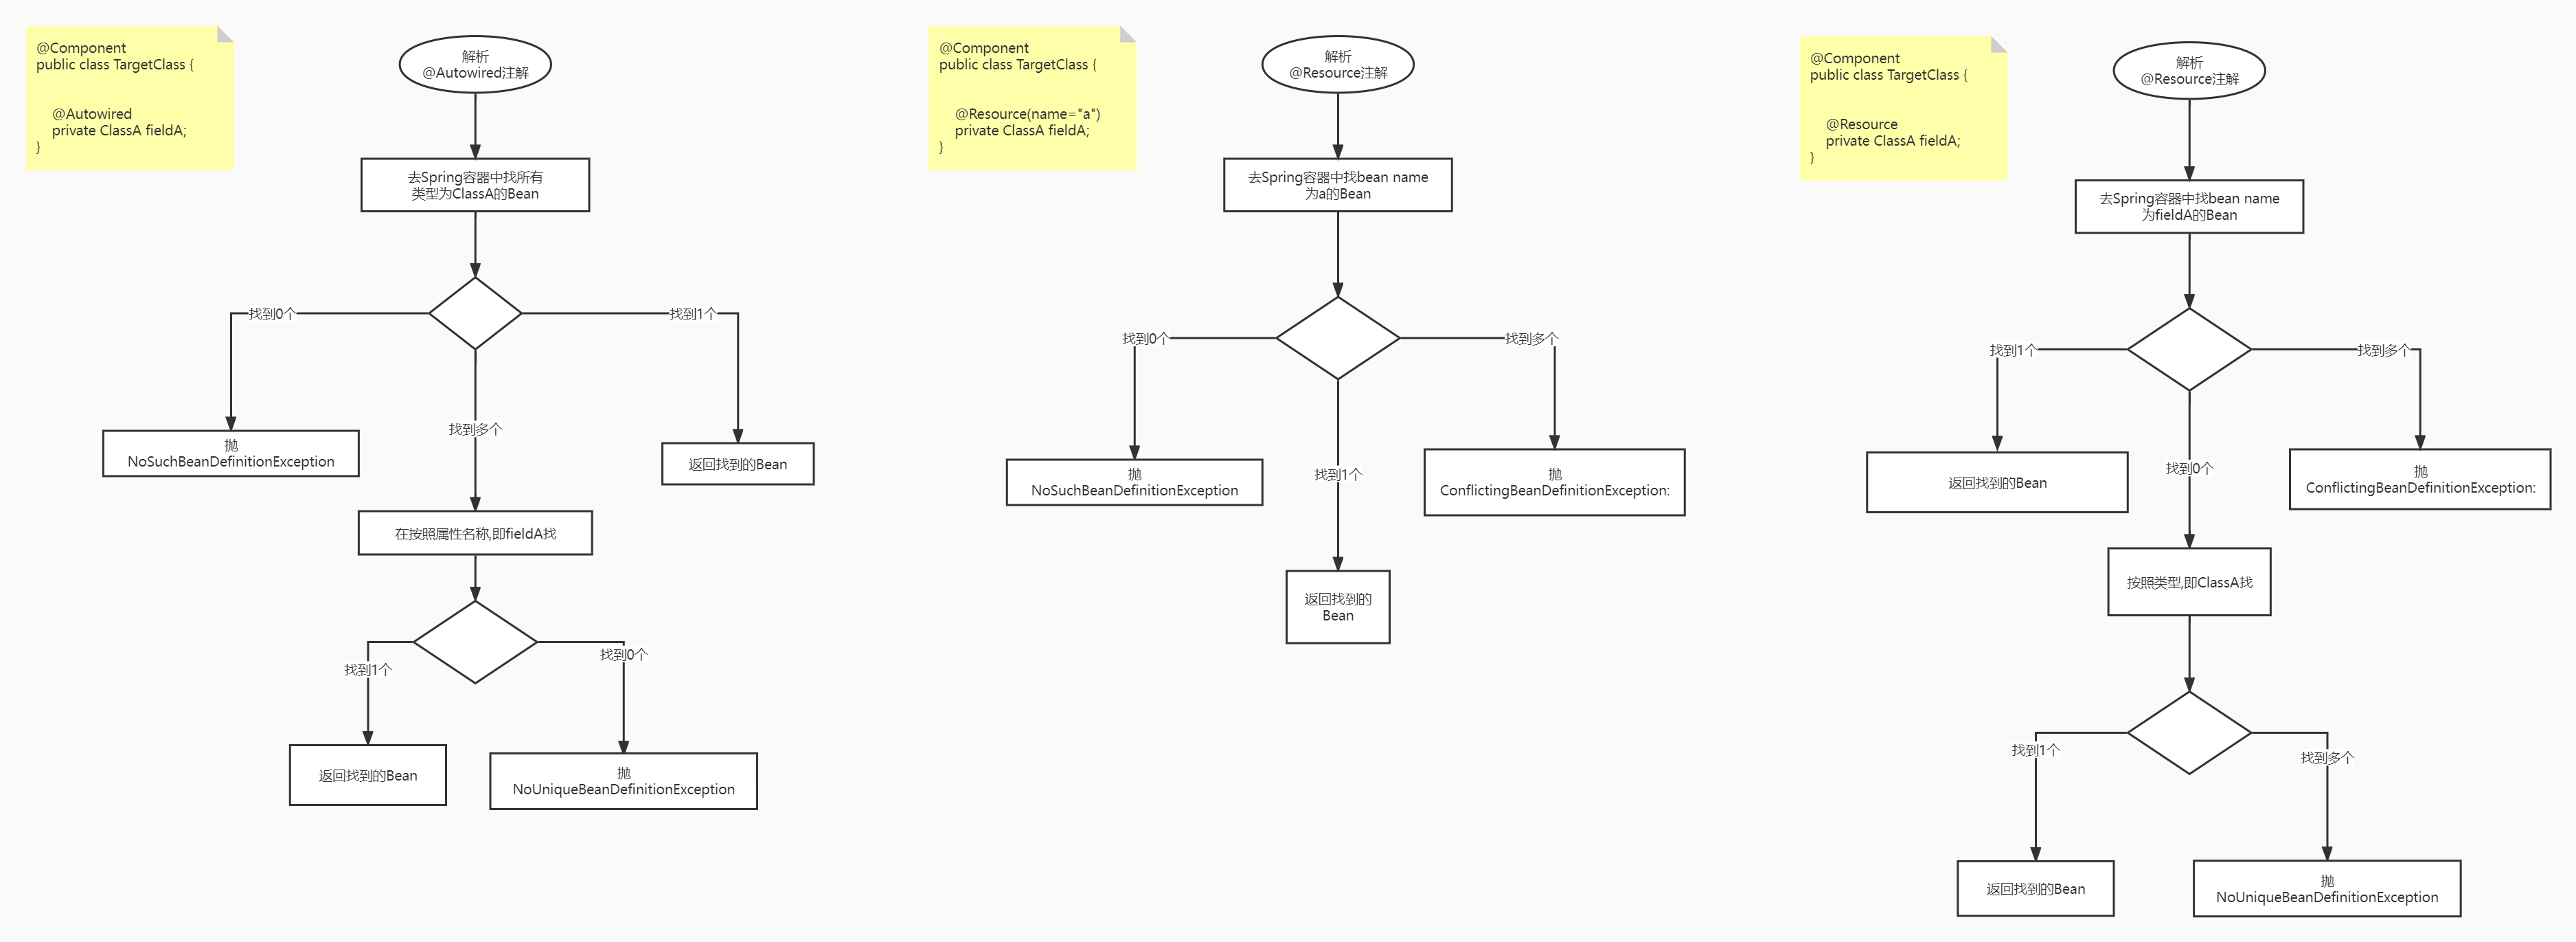 @Component
public class TargetClass {
@Autowired
private ClassA fieldA;
}
解析
@Autowired注解
去Spring容器中找所有
类型为ClassA的Bean
找到0个
找到1个
找到多个
抛
NoSuchBeanDefinitionException
返回找到的Bean
在按照属性名称,即fieldA找
找到1个
找到0个
返回找到的Bean
抛
NoUniqueBeanDefinitionException
@Component
public class TargetClass {
@Resource(name="a")
private ClassA fieldA;
}
解析
@Resource注解
去Spring容器中找bean name
为a的Bean
找到0个
找到多个
找到1个
抛
NoSuchBeanDefinitionException
抛
ConflictingBeanDefinitionException:
返回找到的
Bean
@Component
public class TargetClass {
@Resource
private ClassA fieldA;
}
解析
@Resource注解
去Spring容器中找bean name
为fieldA的Bean
找到1个
找到多个
找到0个
返回找到的Bean
抛
ConflictingBeanDefinitionException:
按照类型,即ClassA找
找到1个
找到多个
返回找到的Bean
抛
NoUniqueBeanDefinitionException